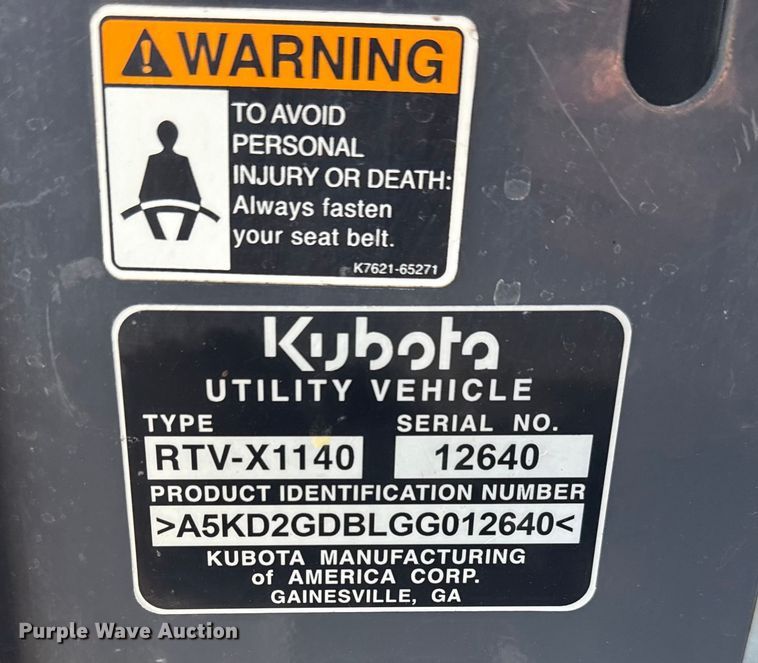 WARNING
TO AVOID
PERSONAL
INJURY OR DEATH:
Always fasten
your seat belt.
K7621-65271
Kubota
UTILITY VEHICLE
TYPE SERIAL NO.
RTV-X1140 12640
PRODUCT IDENTIFICATION NUMBER
>A5KD2GDBLGG012640<
KUBOTA MANUFACTURING
of AMERICA CORP.
GAINESVILLE, GA
Purple Wave Auction